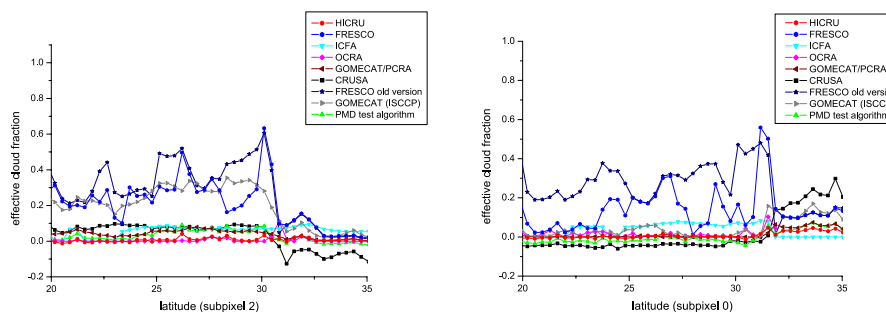 HICRU
FRESCO
ICFA
OCRA
GOMECAT/PCRA
CRUSA
FRESCO old version
GOMECAT (ISCCP)
PMD test algorithm
effective cloud fraction
1.0
0.8
0.6
0.4
0.2
0.0
-0.2
20
25
30
35
latitude (subpixel 2)
HICRU
FRESCO
ICFA
OCRA
GOMECAT/PCRA
CRUSA
FRESCO old version
GOMECAT (ISCCP)
PMD test algorithm
effective cloud fraction
1.0
0.8
0.6
0.4
0.2
0.0
-0.2
20
25
30
35
latitude (subpixel 0)